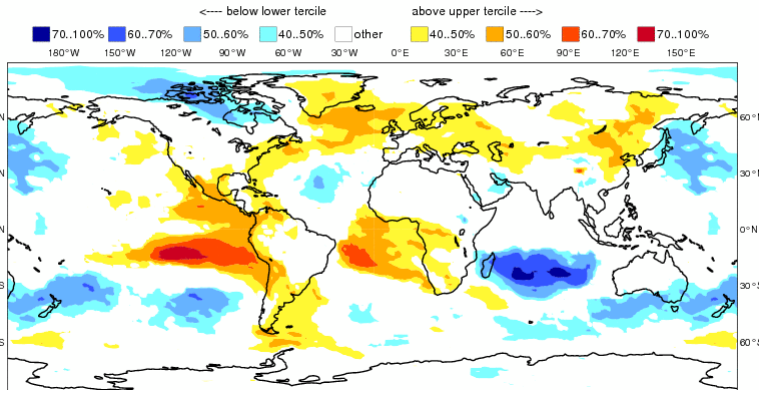 <---- below lower tercile above upper tercile ---->
70..100% 60..70% 50..60% 40..50% other 40..50% 50..60% 60..70% 70..100%
180°W 150°W 120°W 90°W 60°W 30°W 0°E 30°E 60°E 90°E 120°E 150°E
N 60°N
N 30°N
N 0°N
S 30°S
S 60°S